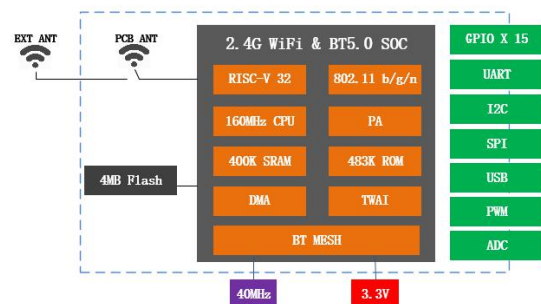 EXT ANT
PCB ANT
2.4G WiFi & BT5.0 SOC
RISC-V 32
802.11 b/g/n
160MHz CPU
PA
400K SRAM
483K ROM
DMA
TWAI
BT MESH
4MB Flash
40MHz
3.3V
GPIO X 15
UART
I2C
SPI
USB
PWM
ADC